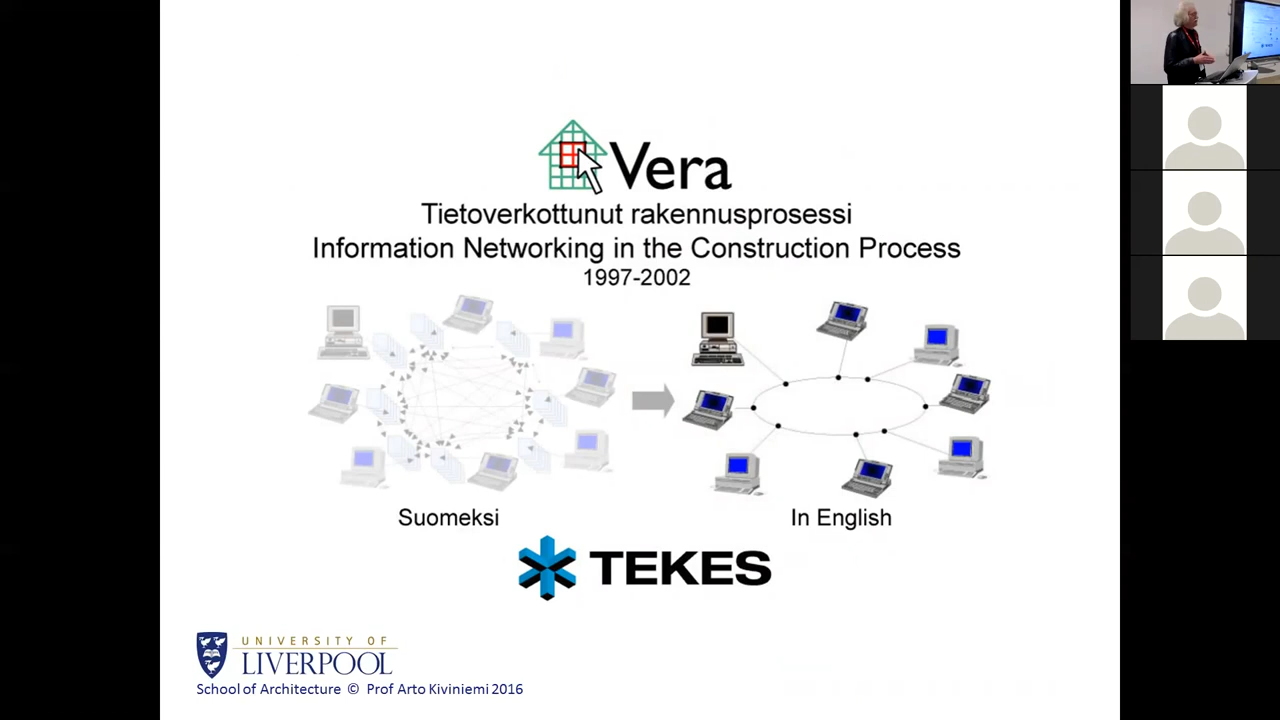 Vera
Tietoverkottunut rakennusprosessi
Information Networking in the Construction Process
1997-2002
Suomeksi
In English
TEKES
UNIVERSITY OF
LIVERPOOL
School of Architecture © Prof Arto Kiviniemi 2016